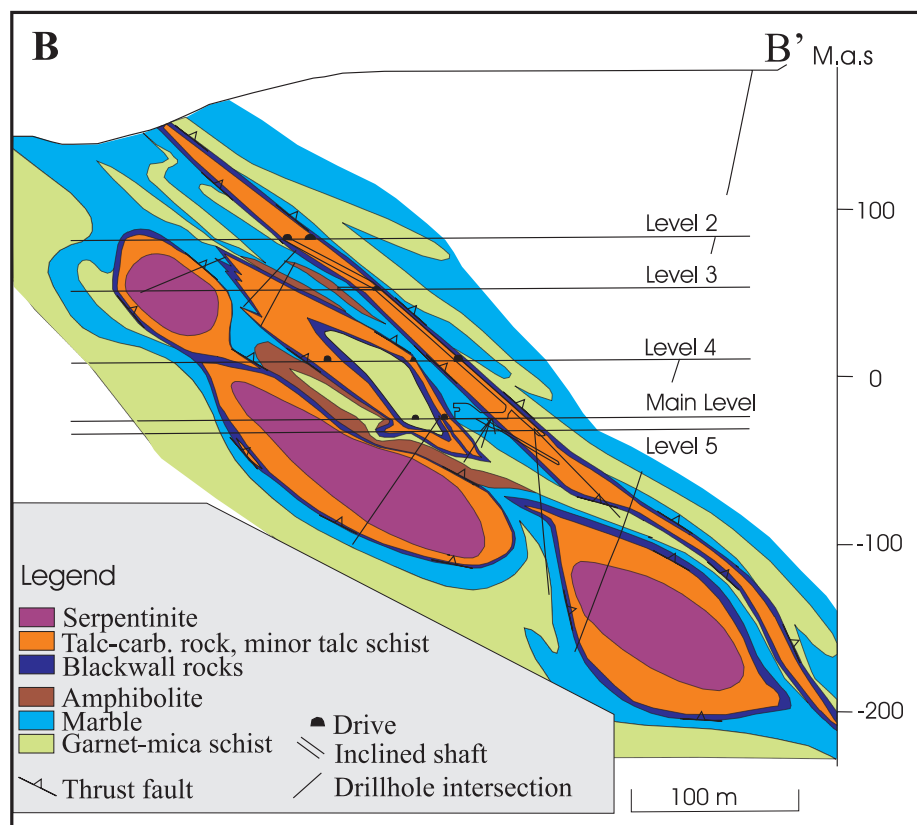 B
B’
M.a.s
100
Level 2
Level 3
Level 4
0
Main Level
Level 5
-100
-200
Legend
Serpentinite
Talc-carb. rock, minor talc schist
Blackwall rocks
Amphibolite
Marble
Garnet-mica schist
Thrust fault
Drive
Inclined shaft
Drillhole intersection
100 m